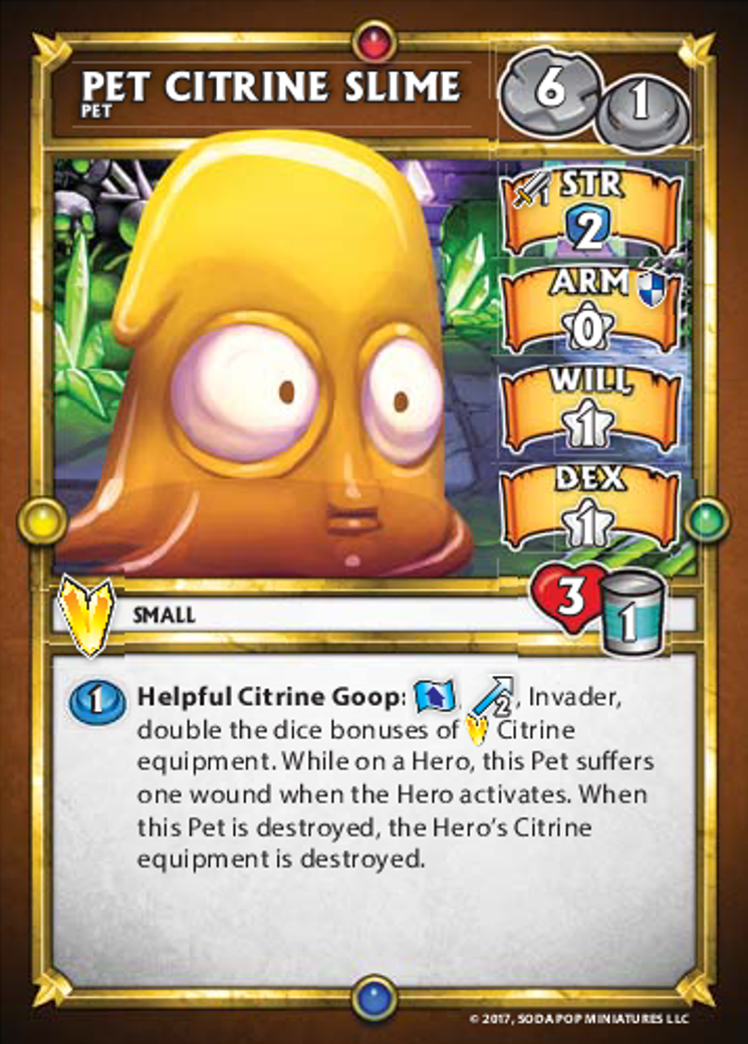 PET CITRINE SLIME
PET
6
1
STR
1
2
ARM
0
WILL
1
DEX
1
SMALL
3
1
1
Helpful Citrine Goop: 2, Invader,
double the dice bonuses of Citrine
equipment. While on a Hero, this Pet suffers
one wound when the Hero activates. When
this Pet is destroyed, the Hero's Citrine
equipment is destroyed.
© 2017, SODAPOP MINIATURES LLC